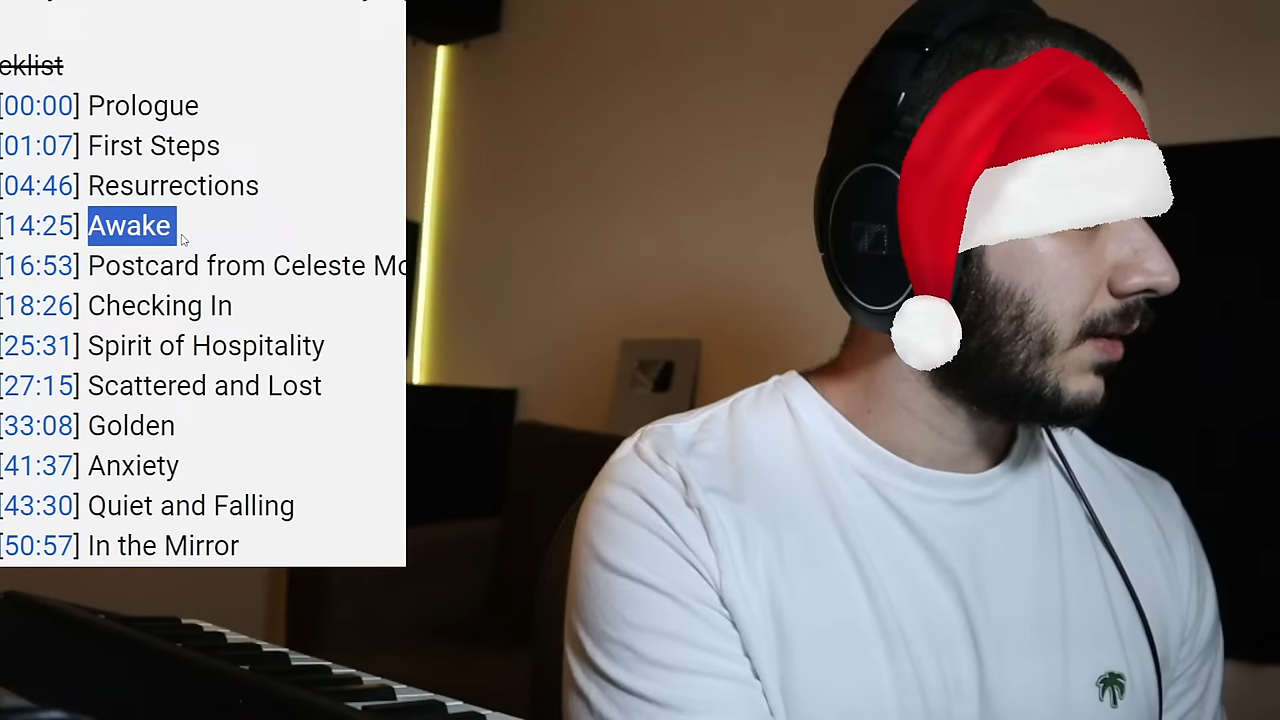 cklist
[00:00] Prologue
[01:07] First Steps
[04:46] Resurrections
[14:25] Awake
[16:53] Postcard from Celeste Mo
[18:26] Checking In
[25:31] Spirit of Hospitality
[27:15] Scattered and Lost
[33:08] Golden
[41:37] Anxiety
[43:30] Quiet and Falling
[50:57] In the Mirror